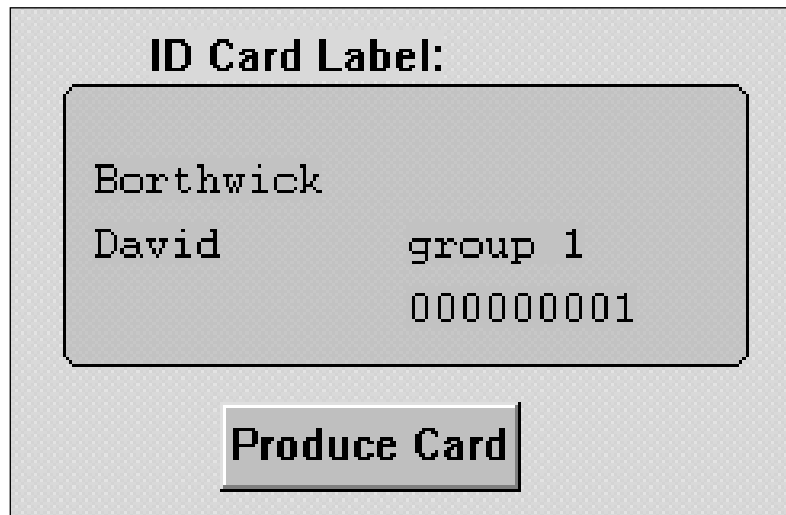 ID Card Label:
Borthwick
David group 1
000000001
Produce Card